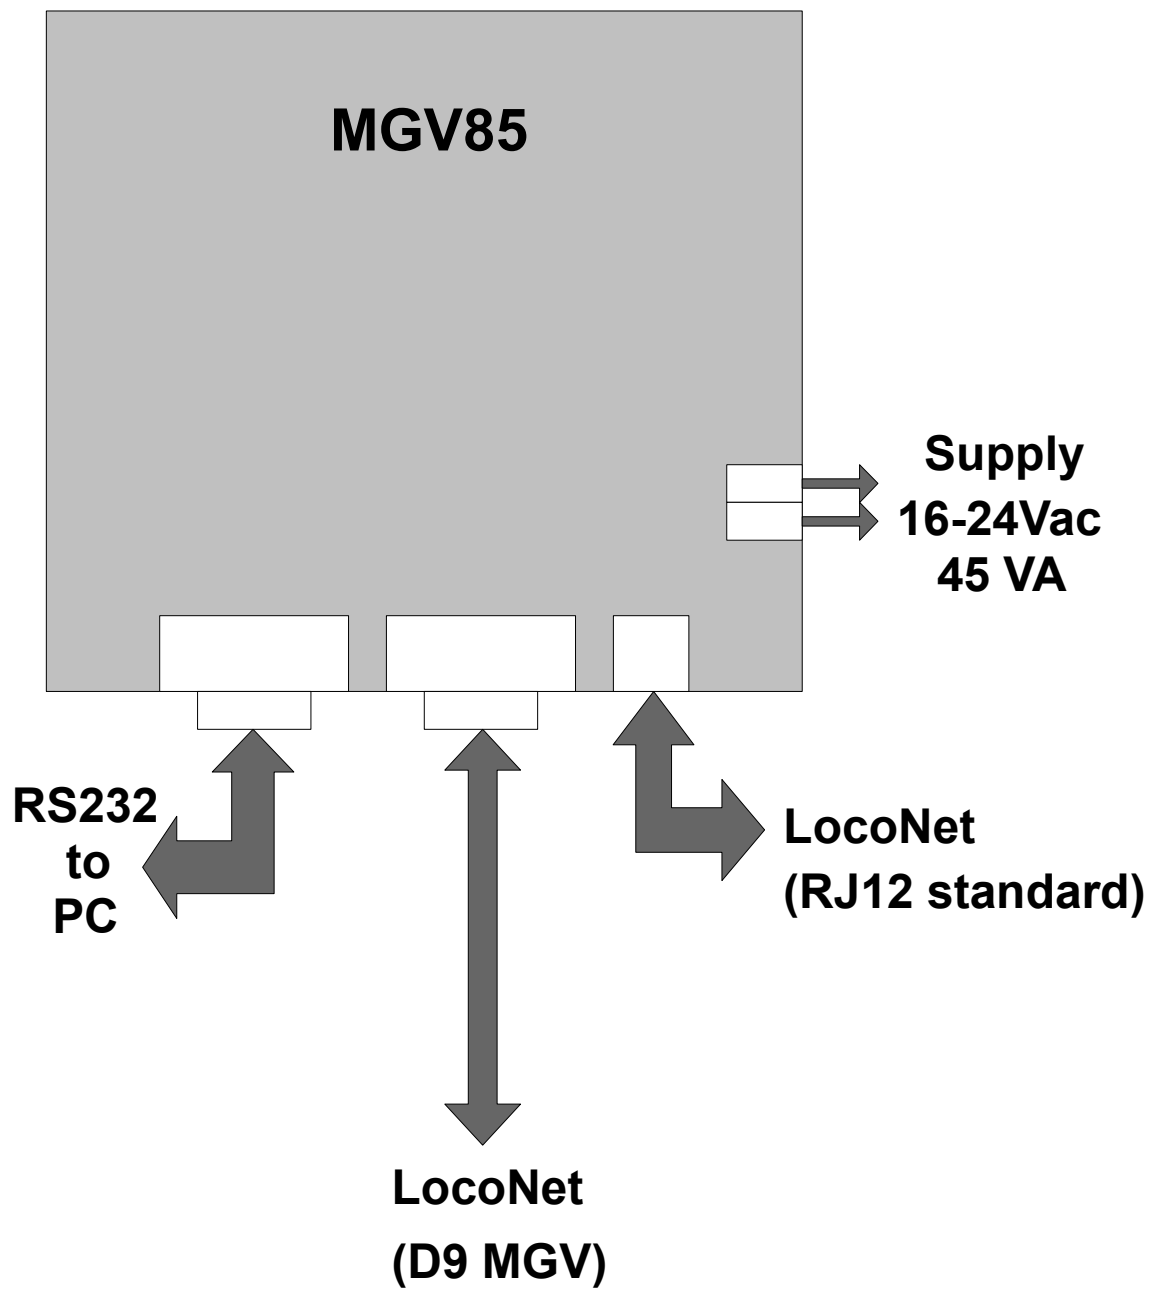 MGV85
Supply
16-24Vac
45 VA
RS232
to
PC
LocoNet
(RJ12 standard)
LocoNet
(D9 MGV)